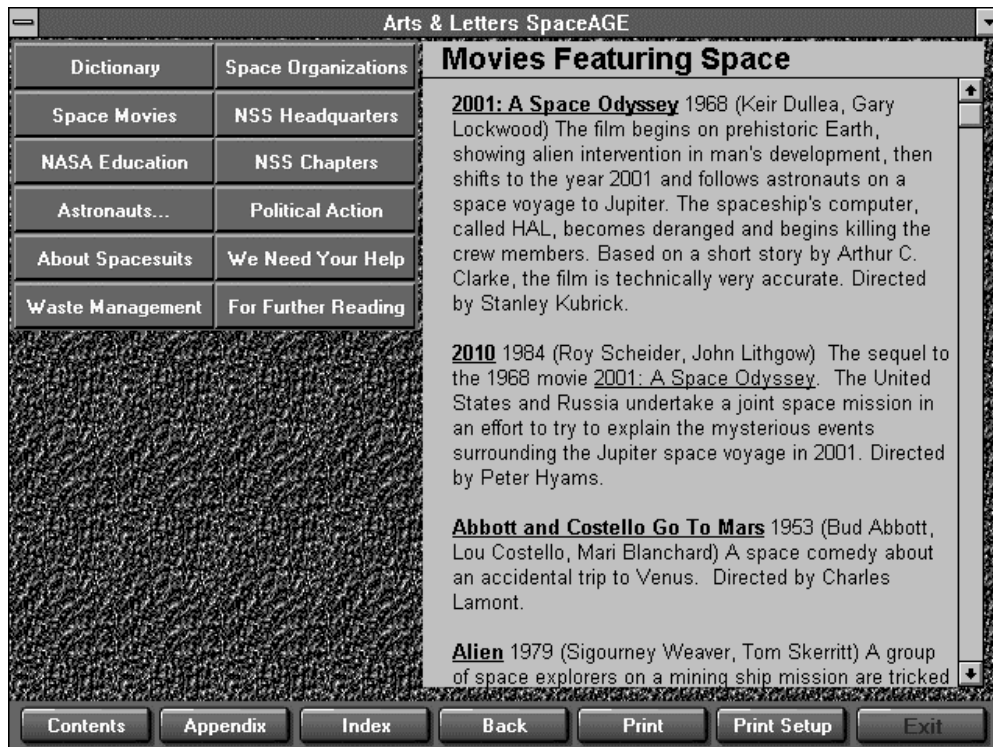 Arts & Letters SpaceAGE
Dictionary
Space Organizations
Space Movies
NSS Headquarters
NASA Education
NSS Chapters
Astronauts...
Political Action
About Spacesuits
We Need Your Help
Waste Management
For Further Reading
Movies Featuring Space
2001: A Space Odyssey 1968 (Keir Dullea, Gary
Lockwood) The film begins on prehistoric Earth,
showing alien intervention in man's development, then
shifts to the year 2001 and follows astronauts on a
space voyage to Jupiter. The spaceship's computer,
called HAL, becomes deranged and begins killing the
crew members. Based on a short story by Arthur C.
Clarke, the film is technically very accurate. Directed
by Stanley Kubrick.
2010 1984 (Roy Scheider, John Lithgow)  The sequel to
the 1968 movie 2001: A Space Odyssey.  The United
States and Russia undertake a joint space mission in
an effort to try to explain the mysterious events
surrounding the Jupiter space voyage in 2001. Directed
by Peter Hyams.
Abbott and Costello Go To Mars 1953 (Bud Abbott,
Lou Costello, Mari Blanchard) A space comedy about
an accidental trip to Venus.  Directed by Charles
Lamont.
Alien 1979 (Sigourney Weaver, Tom Skerritt) A group
of space explorers on a mining ship mission are tricked
Contents
Appendix
Index
Back
Print
Print Setup
Exit